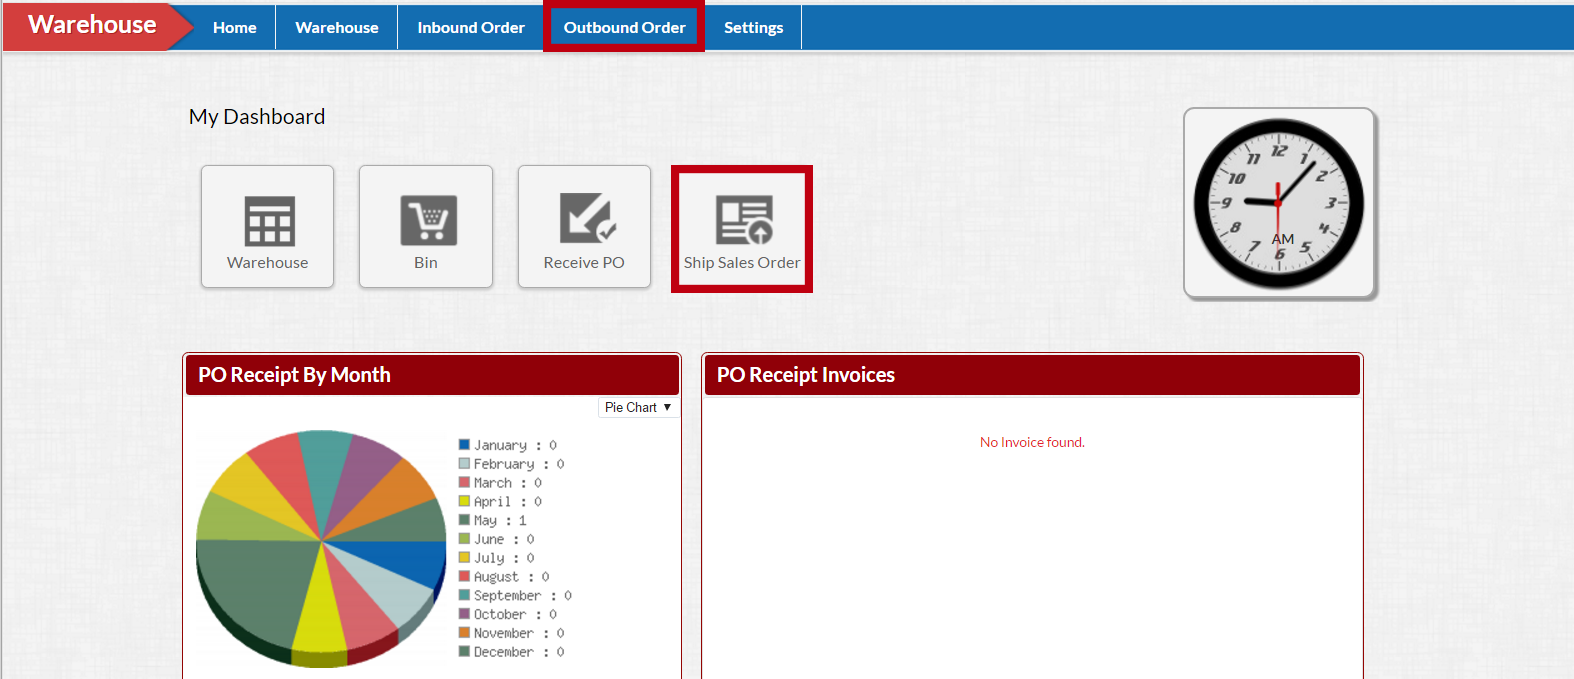 Warehouse
Home
Warehouse
Inbound Order
Outbound Order
Settings
My Dashboard
Warehouse
Bin
Receive PO
Ship Sales Order
12
1
2
3
4
5
6
7
8
9
10
11
AM
PO Receipt By Month
Pie Chart ▼
January : 0
February : 0
March : 0
April : 0
May : 1
June : 0
July : 0
August : 0
September : 0
October : 0
November : 0
December : 0
PO Receipt Invoices
No Invoice found.